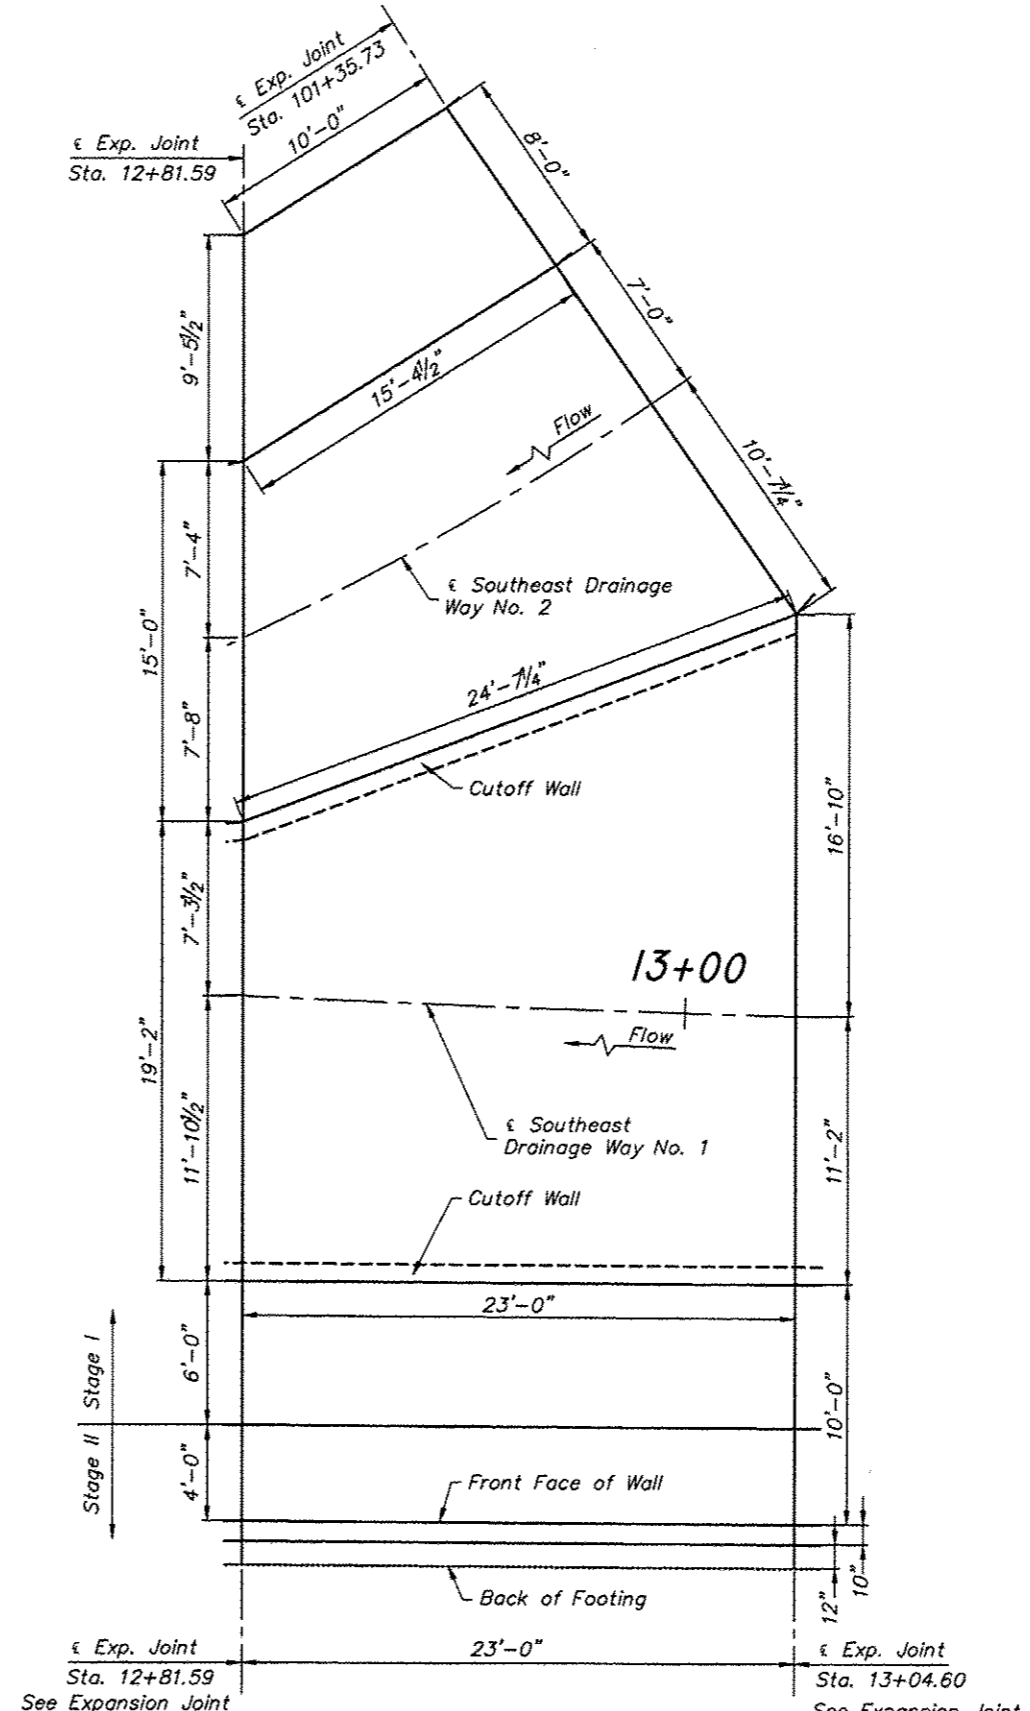 ℄ Exp. Joint
Sta. 101+35.73
10'-0"
℄ Exp. Joint
Sta. 12+81.59
8'-0"
7'-0"
9'-5½"
15'-4½"
Flow
10'-7¼"
7'-4"
℄ Southeast Drainage
Way No. 2
15'-0"
24'-7¼"
7'-8"
Cutoff Wall
16'-10"
7'-3½"
13+00
Flow
19'-2"
11'-10½"
℄ Southeast
Drainage Way No. 1
11'-2"
Cutoff Wall
23'-0"
Stage I
6'-0"
10'-0"
Stage II
4'-0"
Front Face of Wall
10"
12"
Back of Footing
℄ Exp. Joint
Sta. 12+81.59
See Expansion Joint
23'-0"
℄ Exp. Joint
Sta. 13+04.60
See Expansion Joint